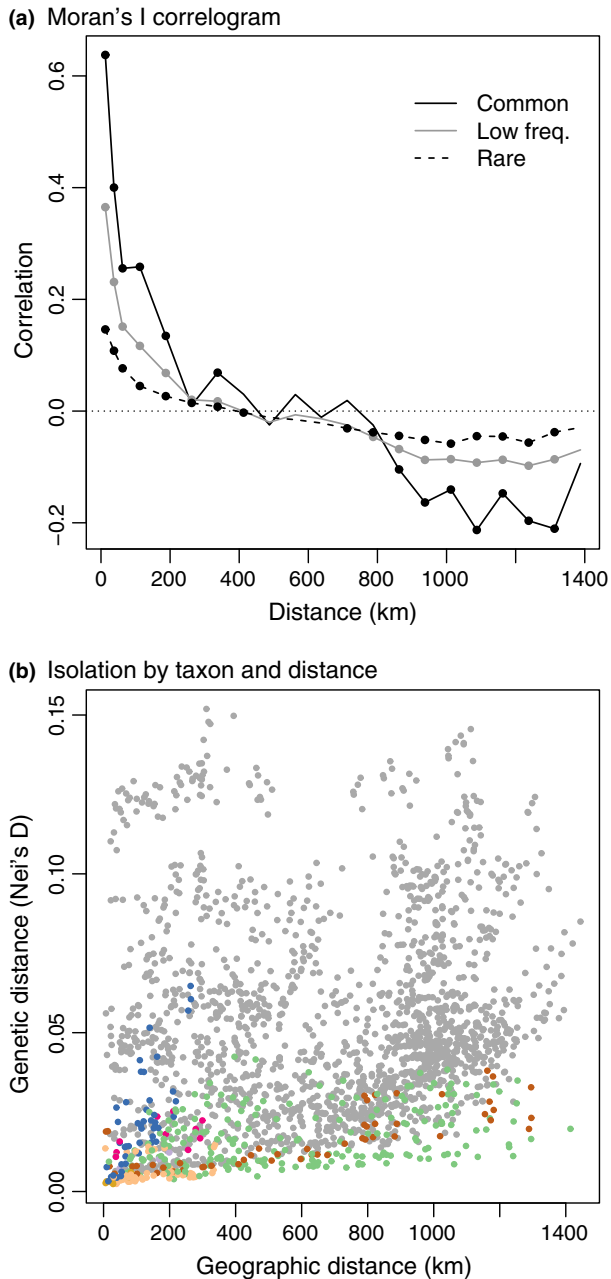 (a) Moran's I correlogram
0.6
0.4
0.2
0.0
−0.2
Correlation
Common
Low freq.
Rare
0 200 400 600 800 1000 1400
Distance (km)
(b) Isolation by taxon and distance
0.15
0.10
0.05
0.00
Genetic distance (Nei's D)
0 200 400 600 800 1000 1400
Geographic distance (km)